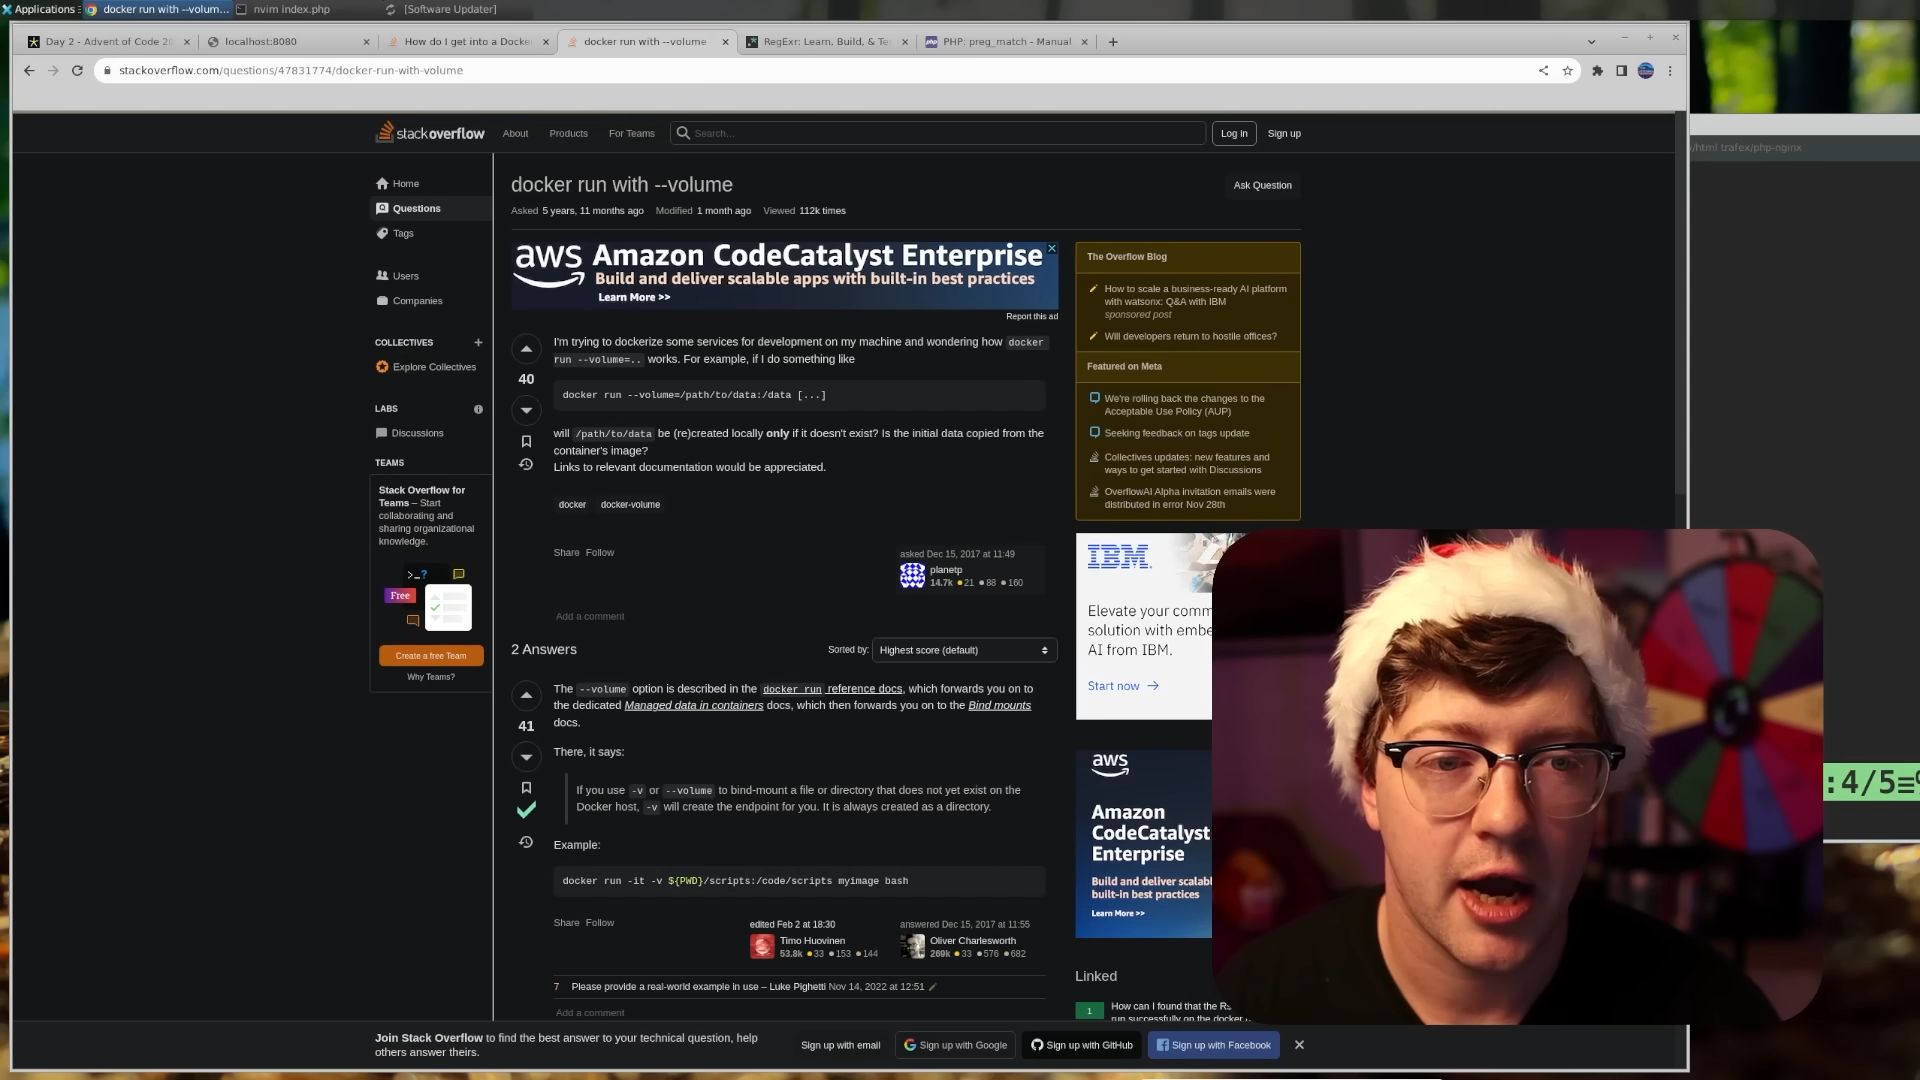 Applications
docker run with --volum...
nvim index.php
[Software Updater]
Day 2 - Advent of Code 20
localhost:8080
How do I get into a Docke
docker run with --volume
RegExr: Learn, Build, & Te
PHP: preg_match - Manual
stackoverflow.com/questions/47831774/docker-run-with-volume
/html trafex/php-nginx
stackoverflow
About
Products
For Teams
Search...
Log in
Sign up
Home
Questions
Tags
Users
Companies
COLLECTIVES
Explore Collectives
LABS
Discussions
TEAMS
Stack Overflow for
Teams – Start
collaborating and
sharing organizational
knowledge.
>_?
Free
Create a free Team
Why Teams?
docker run with --volume
Ask Question
Asked 5 years, 11 months ago Modified 1 month ago Viewed 112k times
aws Amazon CodeCatalyst Enterprise
Build and deliver scalable apps with built-in best practices
Learn More >>
Report this ad
40
I'm trying to dockerize some services for development on my machine and wondering how docker
run --volume=.. works. For example, if I do something like
docker run --volume=/path/to/data:/data [...]
will /path/to/data be (re)created locally only if it doesn't exist? Is the initial data copied from the
container's image?
Links to relevant documentation would be appreciated.
docker docker-volume
Share Follow
asked Dec 15, 2017 at 11:49
planetp
14.7k 21 88 160
Add a comment
2 Answers
Sorted by: Highest score (default)
41
The --volume option is described in the docker run reference docs, which forwards you on to
the dedicated Managed data in containers docs, which then forwards you on to the Bind mounts
docs.
There, it says:
If you use -v or --volume to bind-mount a file or directory that does not yet exist on the
Docker host, -v will create the endpoint for you. It is always created as a directory.
Example:
docker run -it -v ${PWD}/scripts:/code/scripts myimage bash
Share Follow
edited Feb 2 at 18:30
Timo Huovinen
53.8k 33 153 144
answered Dec 15, 2017 at 11:55
Oliver Charlesworth
269k 33 576 682
7 Please provide a real-world example in use – Luke Pighetti Nov 14, 2022 at 12:51
Add a comment
The Overflow Blog
How to scale a business-ready AI platform
with watsonx: Q&A with IBM
sponsored post
Will developers return to hostile offices?
Featured on Meta
We're rolling back the changes to the
Acceptable Use Policy (AUP)
Seeking feedback on tags update
Collectives updates: new features and
ways to get started with Discussions
OverflowAI Alpha invitation emails were
distributed in error Nov 28th
IBM
Elevate your comm
solution with embe
AI from IBM.
Start now
aws
Amazon
CodeCatalyst
Enterprise
Build and deliver scalabl
built-in best practices
Learn More >>
Linked
1
How can I found that the R
run successfully on the docker
:4/5≡
Join Stack Overflow to find the best answer to your technical question, help
others answer theirs.
Sign up with email
Sign up with Google
Sign up with GitHub
Sign up with Facebook